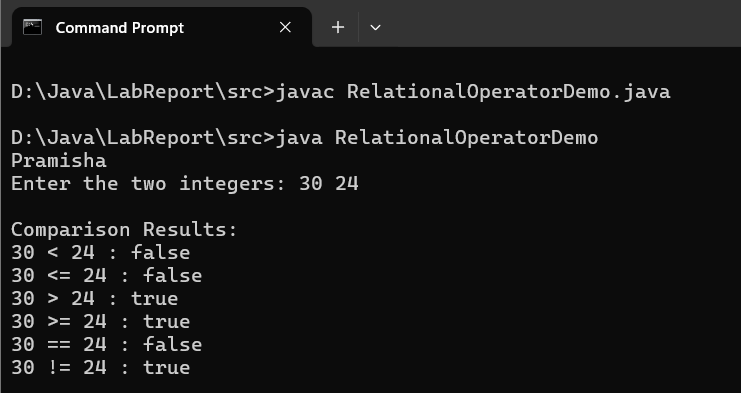 Command Prompt
D:\Java\LabReport\src>javac RelationalOperatorDemo.java
D:\Java\LabReport\src>java RelationalOperatorDemo
Pramisha
Enter the two integers: 30 24
Comparison Results:
30 < 24 : false
30 <= 24 : false
30 > 24 : true
30 >= 24 : true
30 == 24 : false
30 != 24 : true